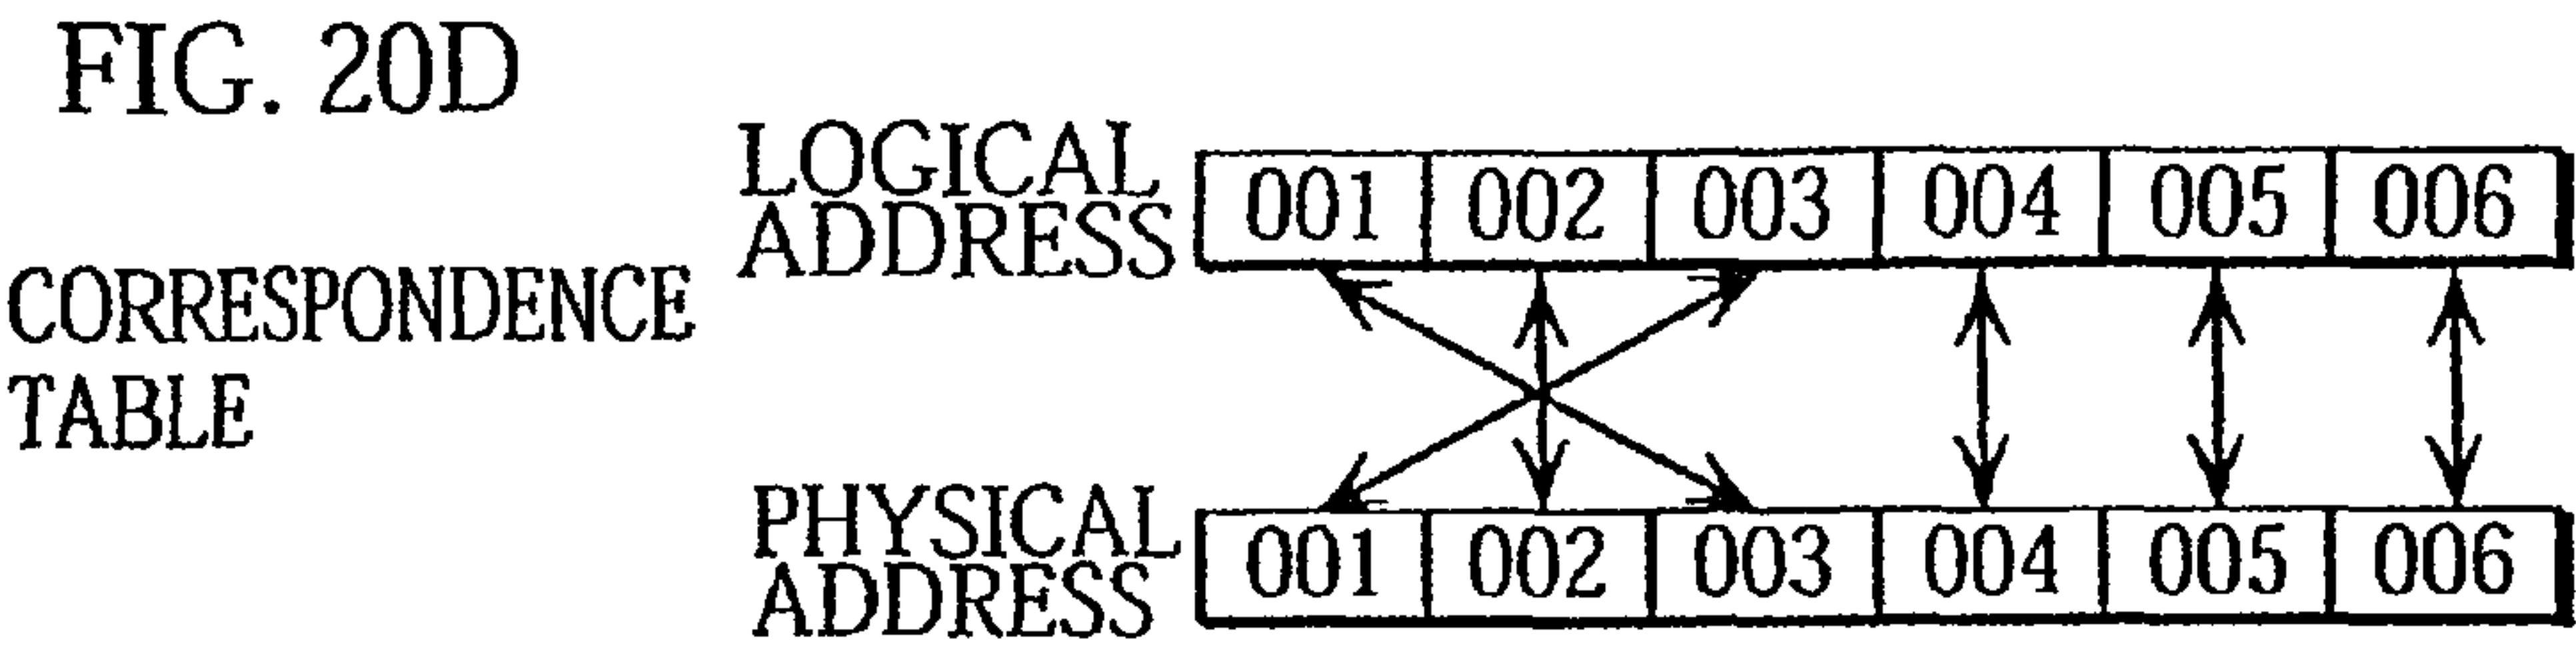 FIG. 20D
LOGICAL
ADDRESS
001 002 003 004 005 006
CORRESPONDENCE
TABLE
PHYSICAL
ADDRESS
001 002 003 004 005 006